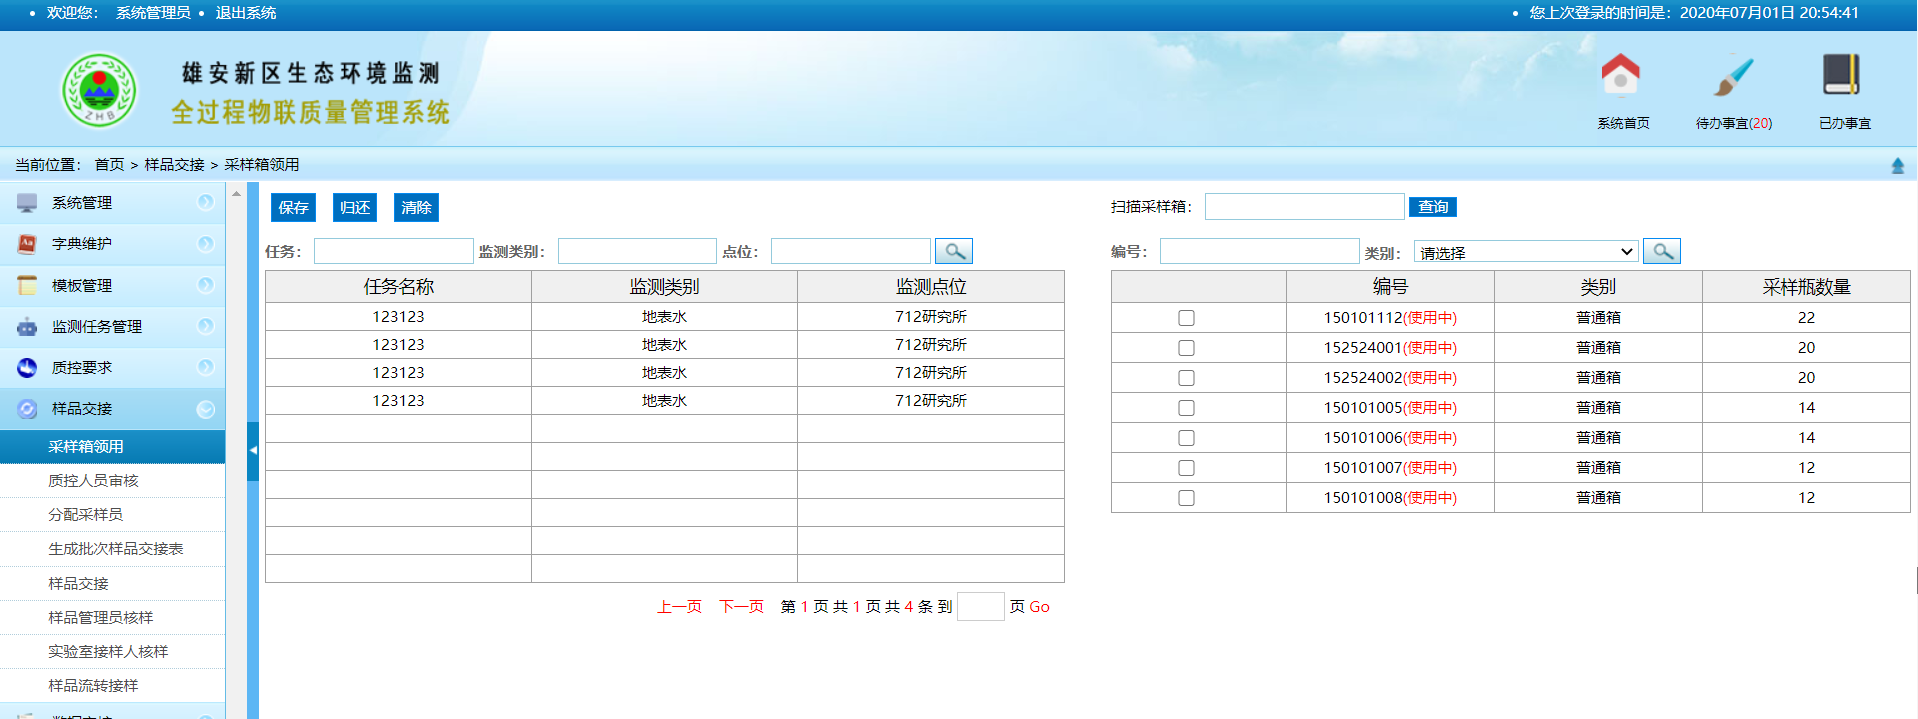 欢迎您： 系统管理员 • 退出系统
您上次登录的时间是：2020年07月01日 20:54:41
ZHB
雄安新区生态环境监测
全过程物联质量管理系统
系统首页 待办事宜(20) 已办事宜
当前位置： 首页 > 样品交接 > 采样箱领用
系统管理
字典维护
模板管理
监测任务管理
质控要求
样品交接
采样箱领用
质控人员审核
分配采样员
生成批次样品交接表
样品交接
样品管理员核样
实验室接样人核样
样品流转接样
保存 归还 清除
任务： 监测类别： 点位：
任务名称 监测类别 监测点位
123123 地表水 712研究所
123123 地表水 712研究所
123123 地表水 712研究所
123123 地表水 712研究所
上一页 下一页 第 1 页 共 1 页 共 4 条 到 页 Go
扫描采样箱： 查询
编号： 类别： 请选择
编号 类别 采样瓶数量
150101112(使用中) 普通箱 22
152524001(使用中) 普通箱 20
152524002(使用中) 普通箱 20
150101005(使用中) 普通箱 14
150101006(使用中) 普通箱 14
150101007(使用中) 普通箱 12
150101008(使用中) 普通箱 12